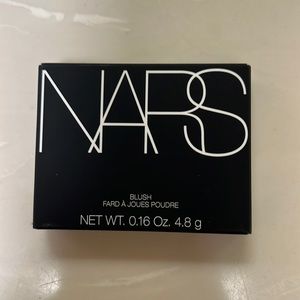 NARS
BLUSH
FARD À JOUES POUDRE
NET WT. 0.16 Oz. 4.8 g